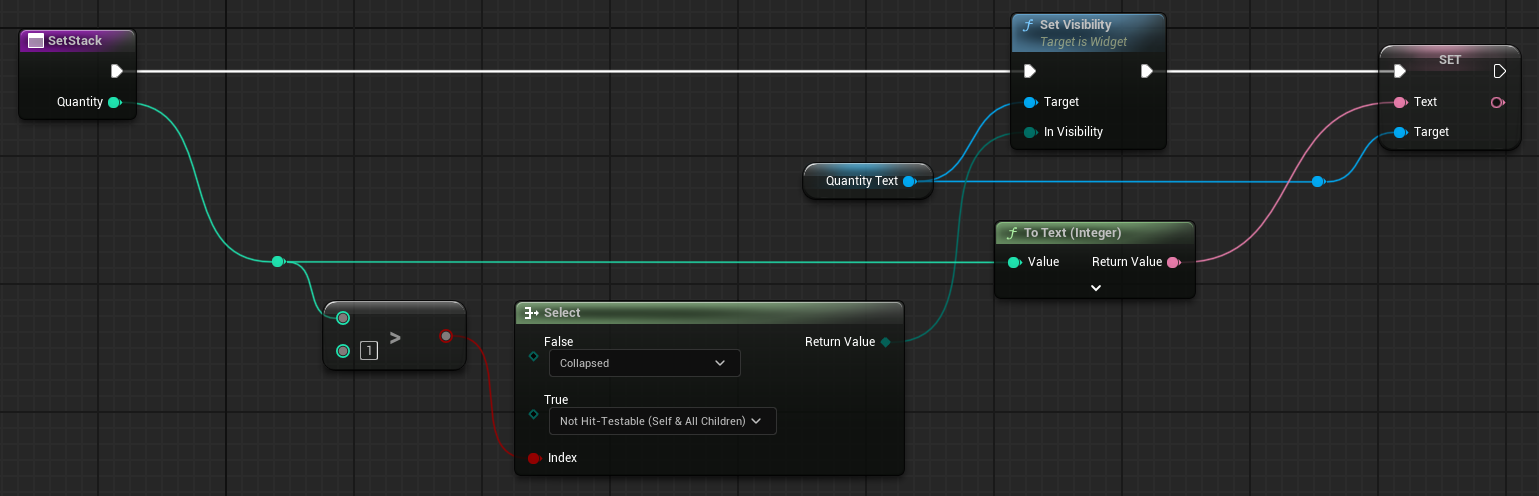 SetStack
Quantity
Set Visibility
Target is Widget
Target
In Visibility
SET
Text
Target
Quantity Text
To Text (Integer)
Value
Return Value
>
1
Select
False
Return Value
Collapsed
True
Not Hit-Testable (Self & All Children)
Index